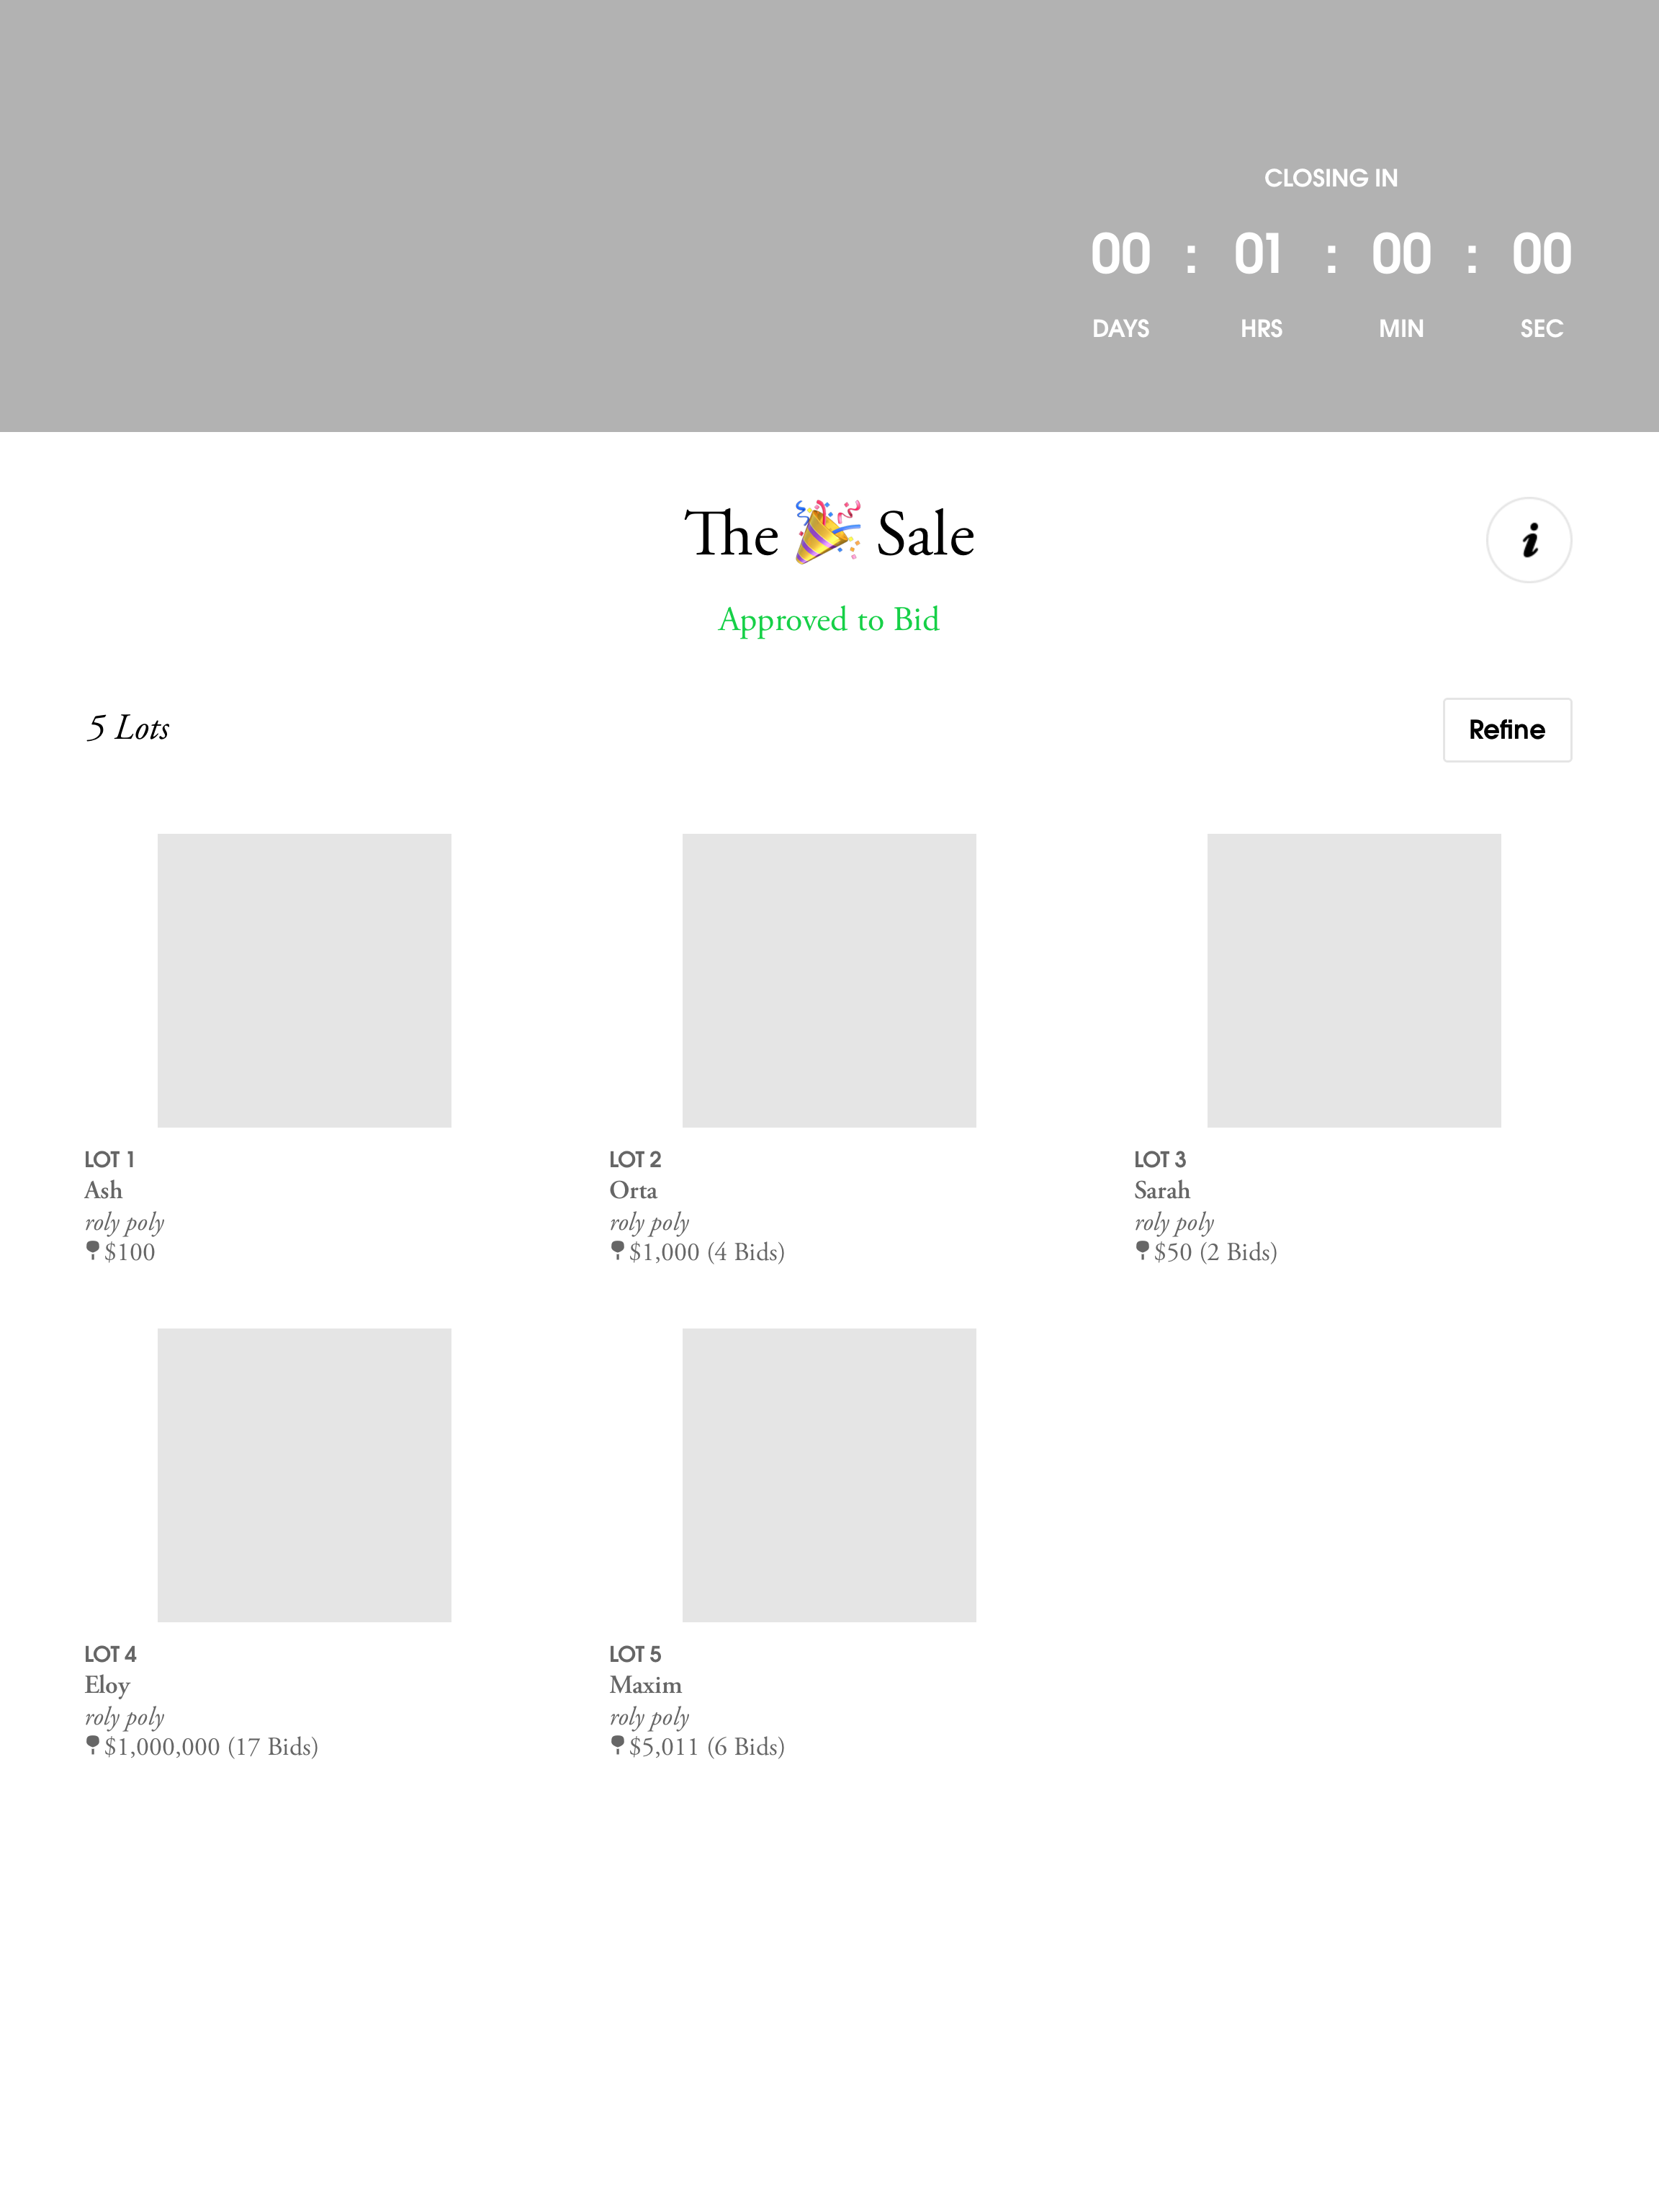 CLOSING IN
00 : 01 : 00 : 00
DAYS HRS MIN SEC
The 🎉 Sale
i
Approved to Bid
5 Lots
Refine
LOT 1
Ash
roly poly
$100
LOT 2
Orta
roly poly
$1,000 (4 Bids)
LOT 3
Sarah
roly poly
$50 (2 Bids)
LOT 4
Eloy
roly poly
$1,000,000 (17 Bids)
LOT 5
Maxim
roly poly
$5,011 (6 Bids)